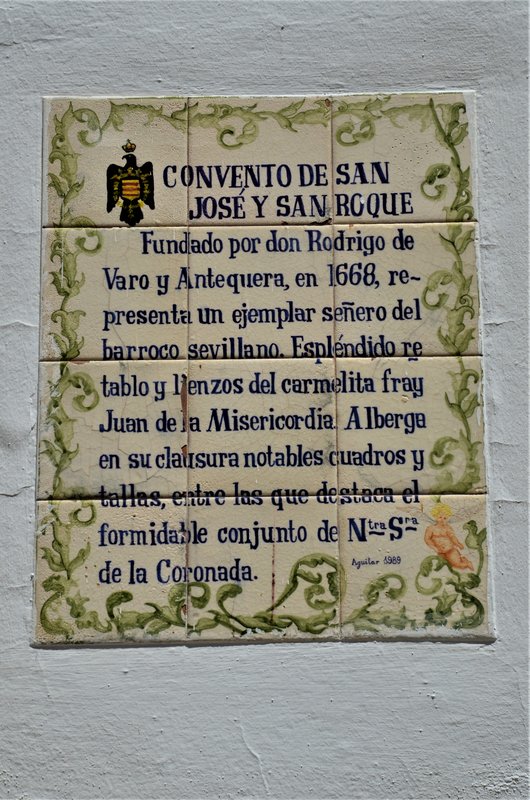 CONVENTO DE SAN
JOSÉ Y SAN ROQUE
Fundado por don Rodrigo de
Varo y Antequera, en 1668, re-
presenta un ejemplar señero del
barroco sevillano. Espléndido re
tablo y lienzos del carmelita fray
Juan de la Misericordia. Alberga
en su clausura notables cuadros y
tallas, entre las que destaca el
formidable conjunto de Ntra Sra
de la Coronada.
Aguilar 1989